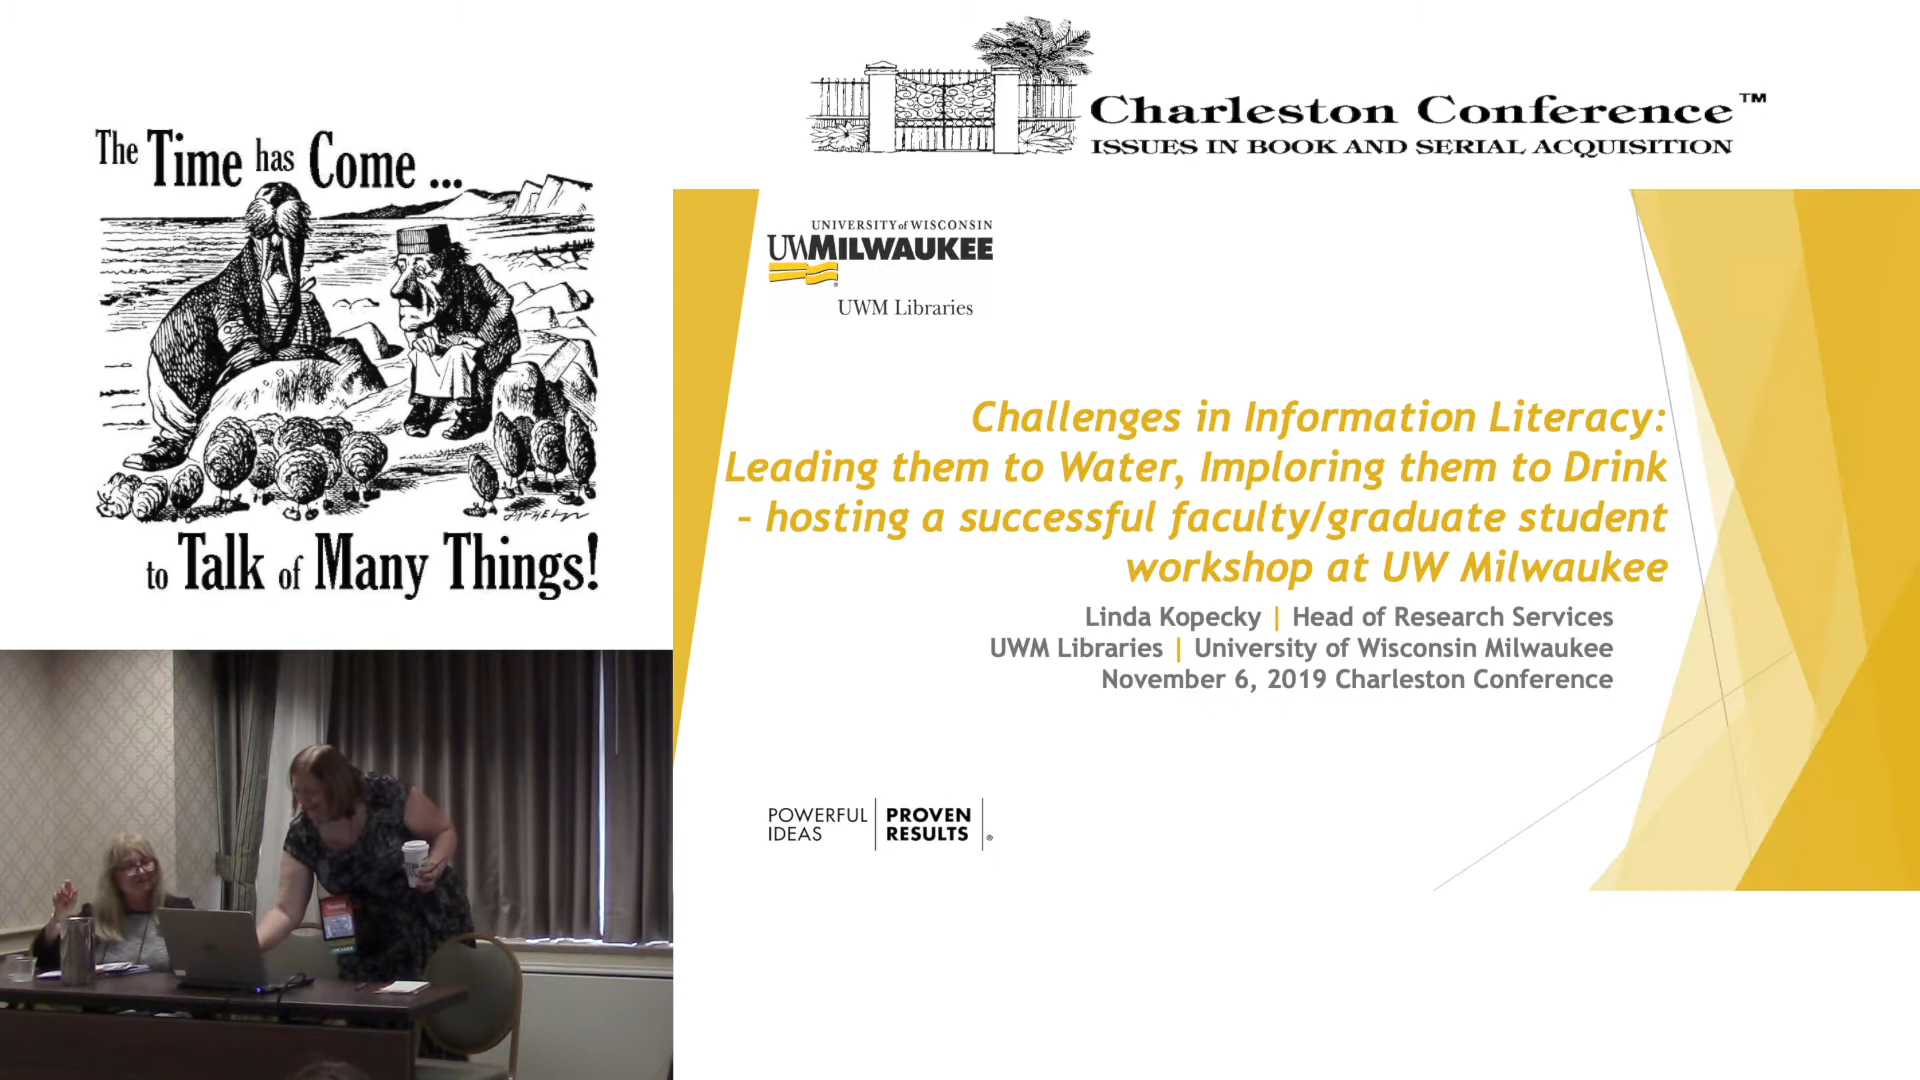 The Time has Come ...
to Talk of Many Things!
Charleston Conference™
ISSUES IN BOOK AND SERIAL ACQUISITION
UNIVERSITY of WISCONSIN
UWMILWAUKEE
UWM Libraries
Challenges in Information Literacy:
Leading them to Water, Imploring them to Drink
– hosting a successful faculty/graduate student
workshop at UW Milwaukee
Linda Kopecky | Head of Research Services
UWM Libraries | University of Wisconsin Milwaukee
November 6, 2019 Charleston Conference
POWERFUL IDEAS | PROVEN RESULTS ®